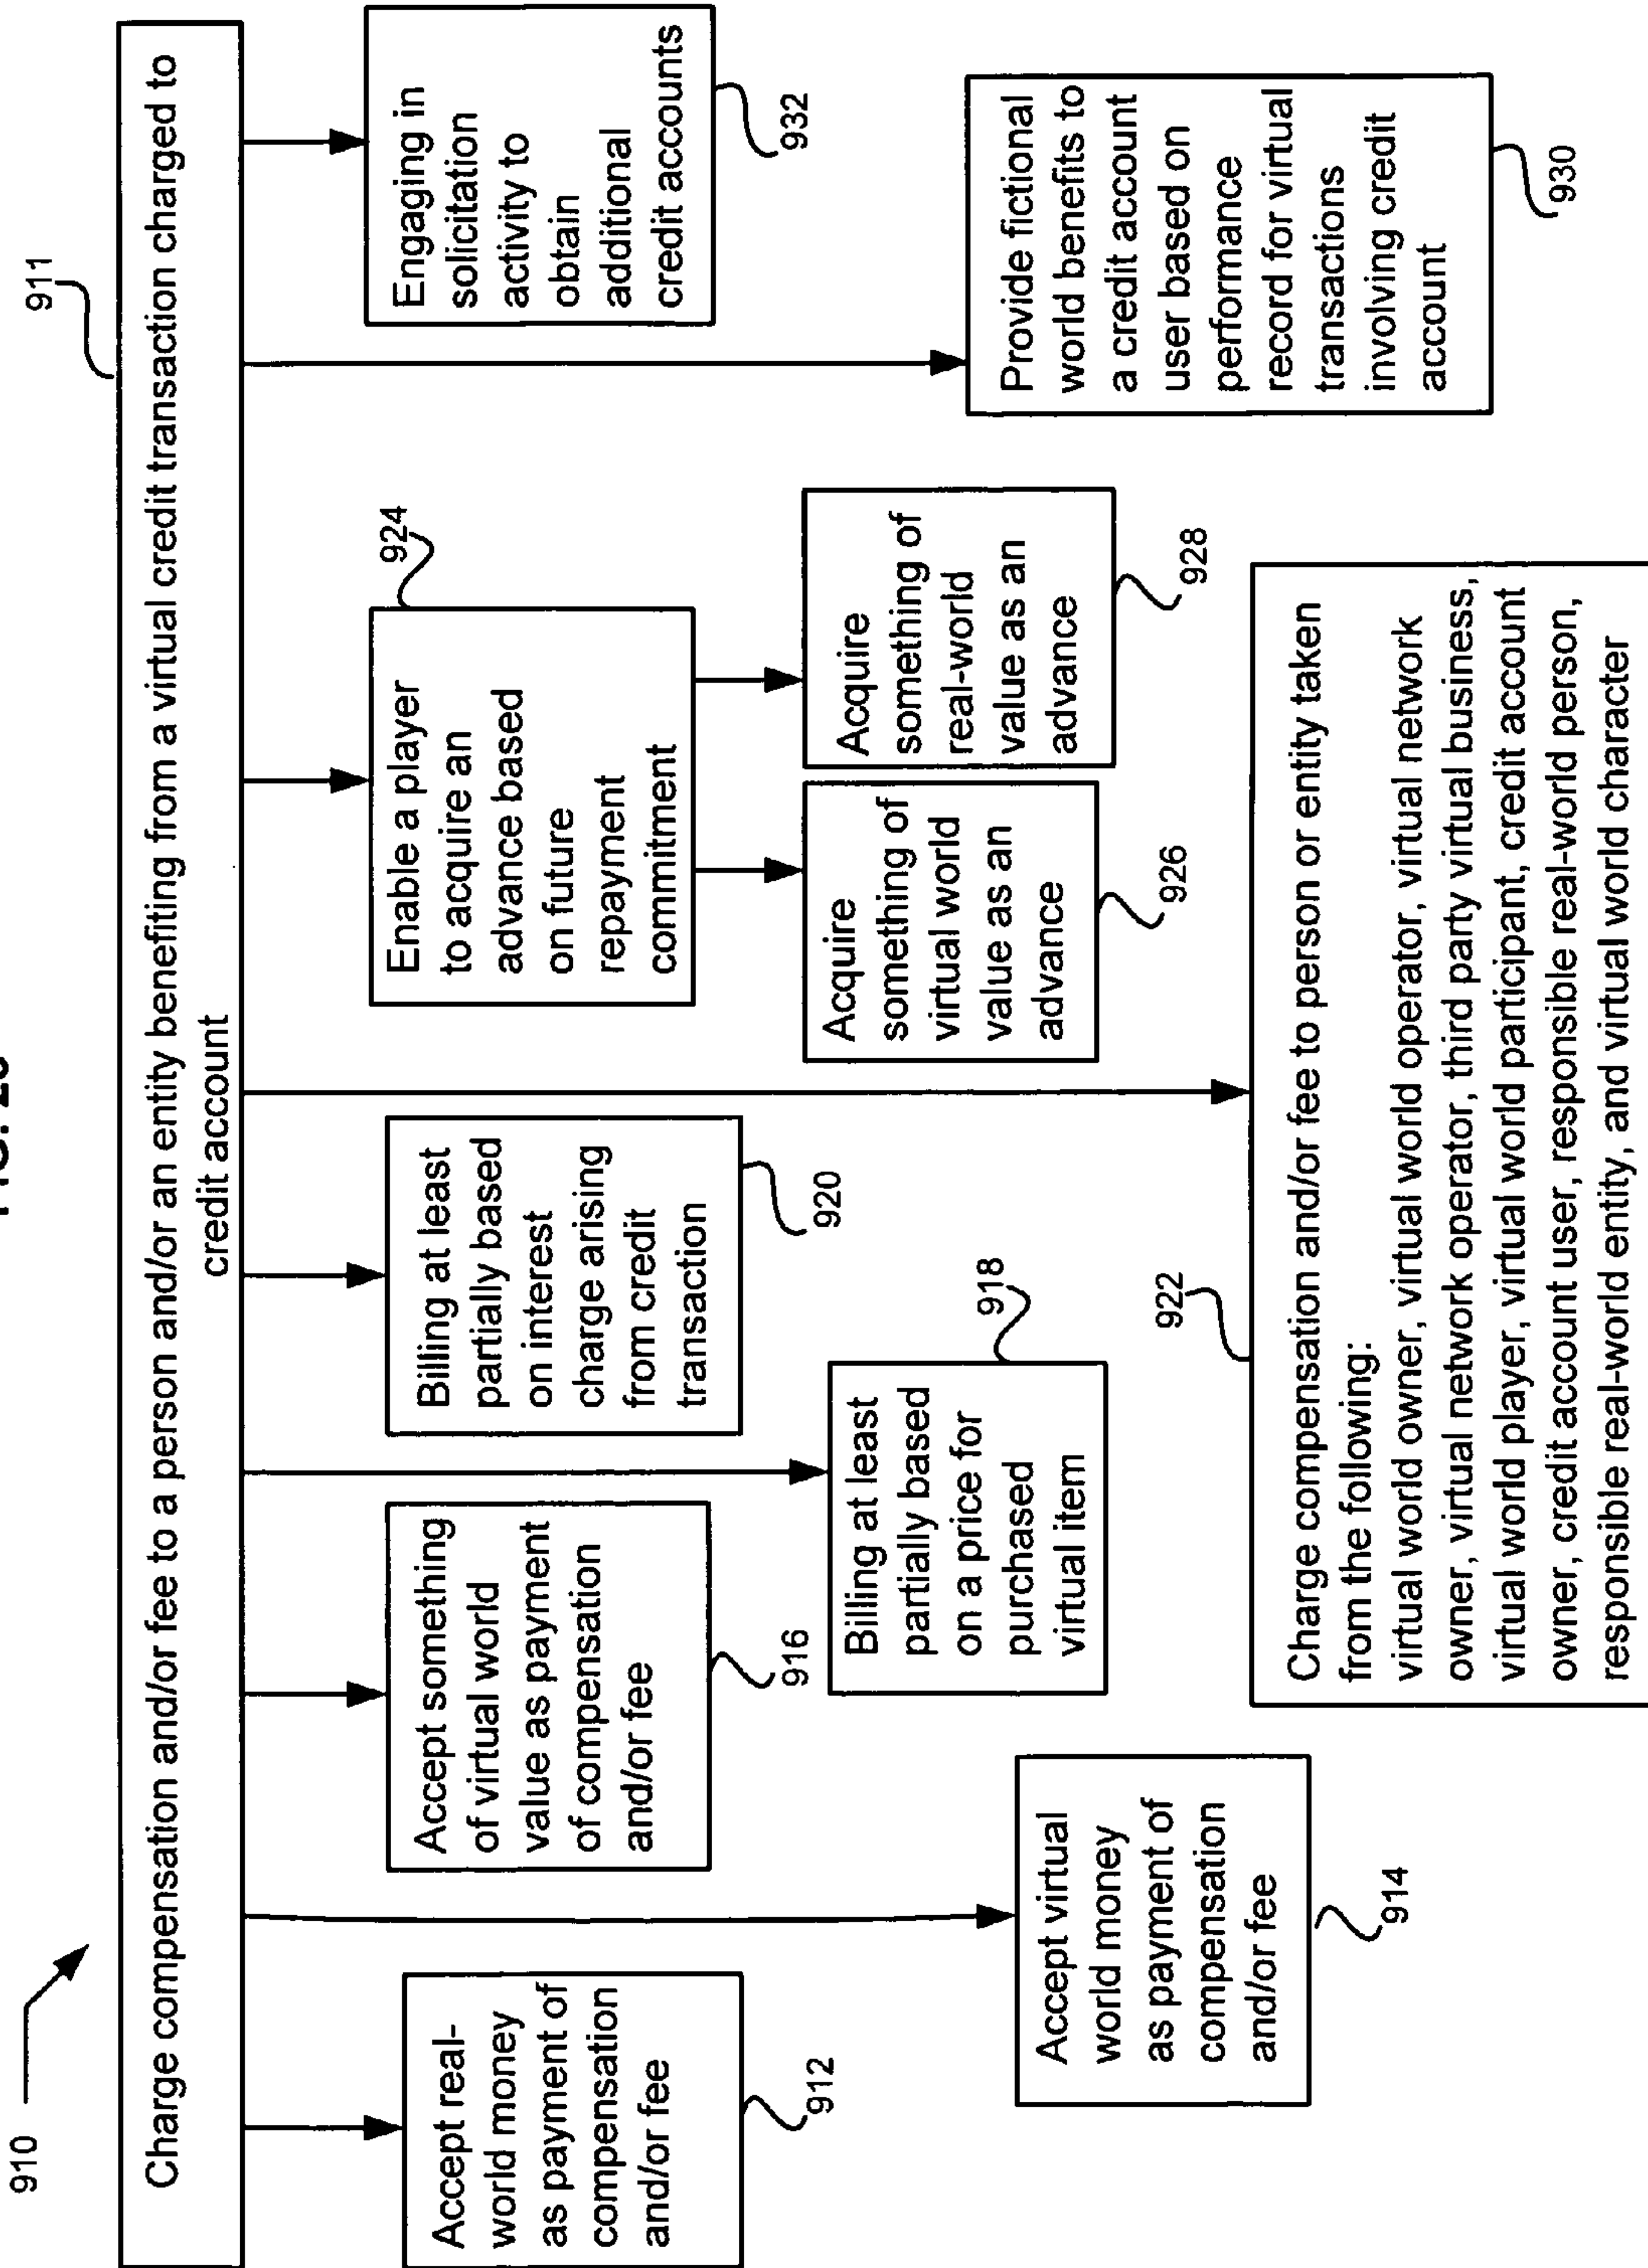 FIG.
910
911
Charge compensation and/or fee to a person and/or an entity benefiting from a virtual credit transaction charged to
credit account
Accept real-
world money
as payment of
compensation
and/or fee
912
Accept virtual
world money
as payment of
compensation
and/or fee
914
Accept something
of virtual world
value as payment
of compensation
and/or fee
916
Billing at least
partially based
on a price for
purchased
virtual item
918
Billing at least
partially based
on interest
charge arising
from credit
transaction
920
922
Charge compensation and/or fee to person or entity taken
from the following:
virtual world owner, virtual world operator, virtual network
owner, virtual network operator, third party virtual business,
virtual world player, virtual world participant, credit account
owner, credit account user, responsible real-world person,
responsible real-world entity, and virtual world character
Enable a player
to acquire an
advance based
on future
repayment
commitment
924
Acquire
something of
virtual world
value as an
advance
926
Acquire
something of
real-world
value as an
advance
928
Provide fictional
world benefits to
a credit account
user based on
performance
record for virtual
transactions
involving credit
account
930
Engaging in
solicitation
activity to
obtain
additional
credit accounts
932